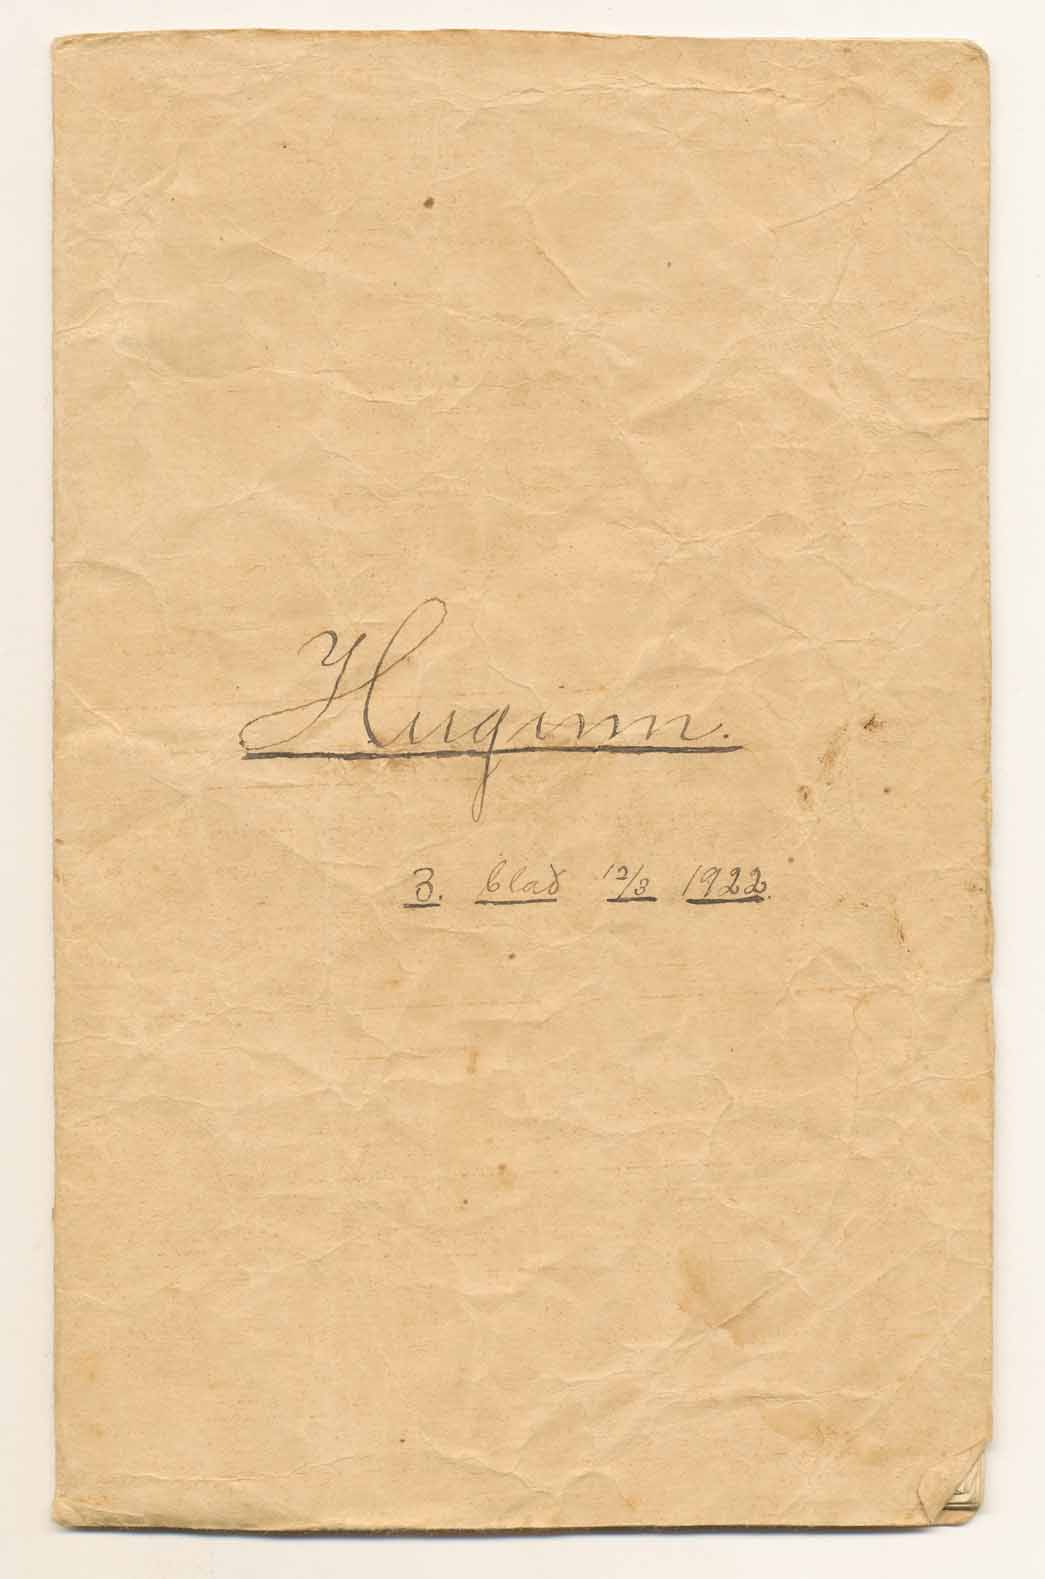 Huginn.
3. blað 12/3 1922.